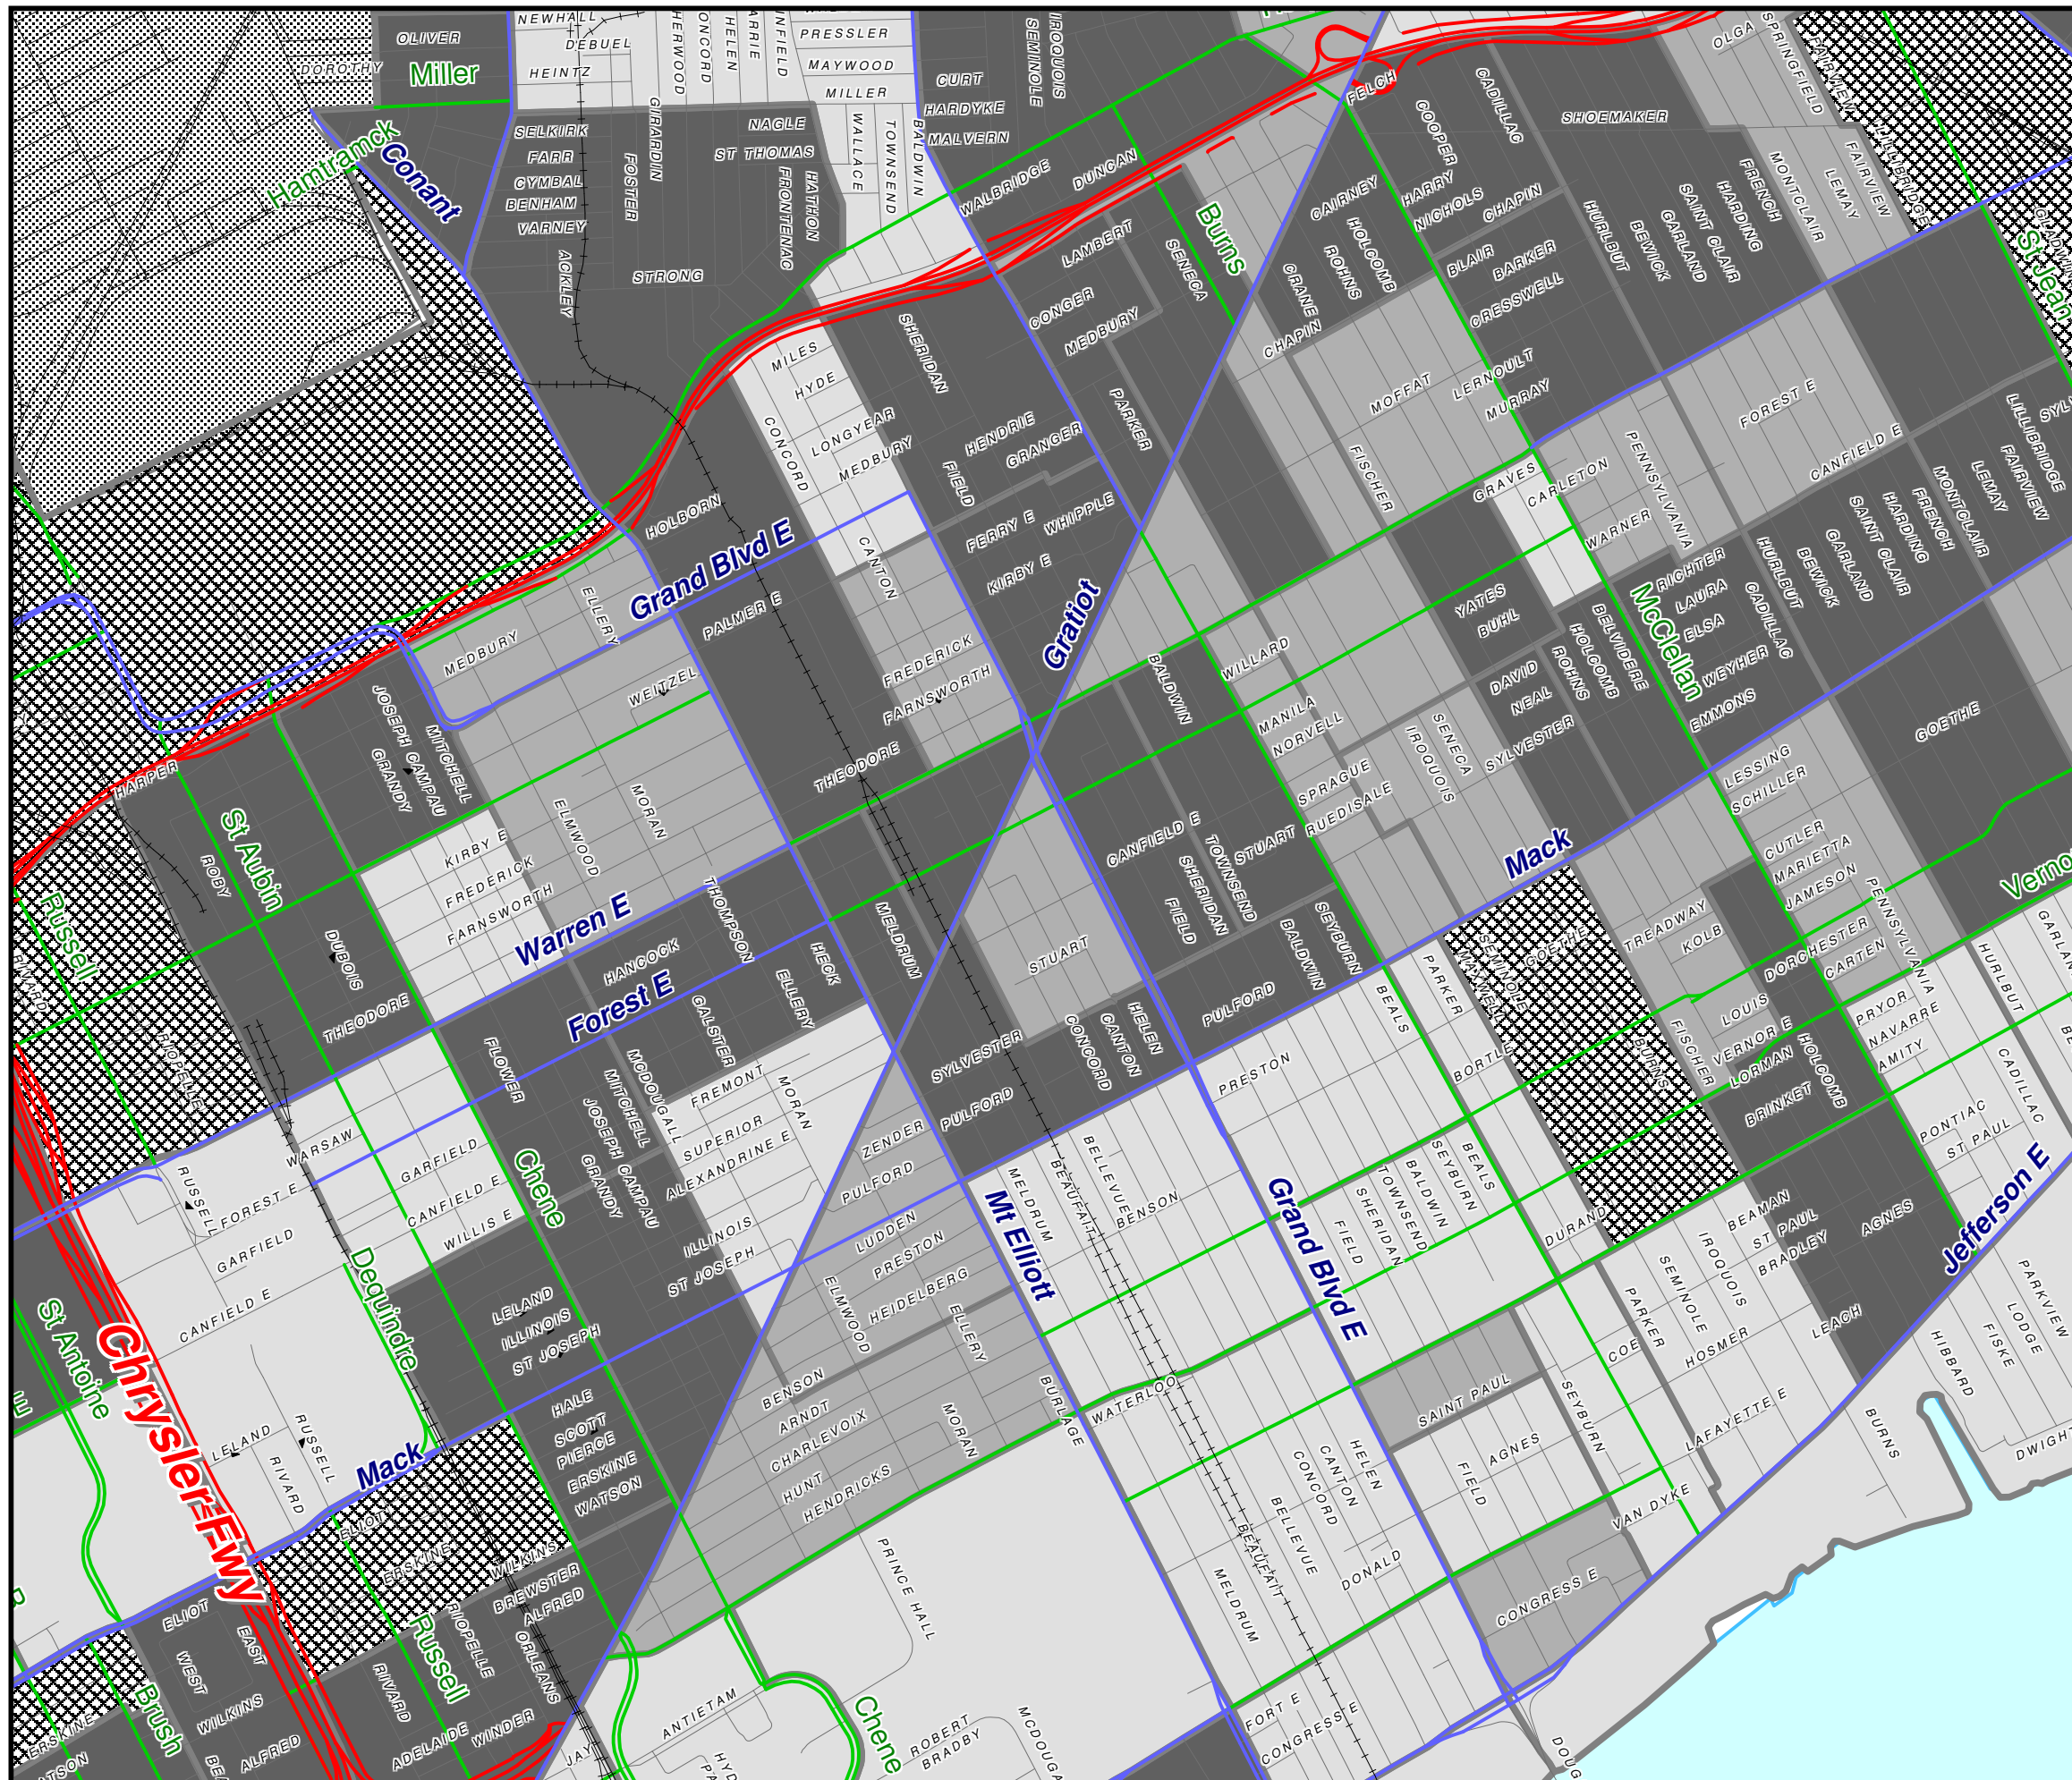 NEWHALL
DEBUEL
HEINTZ
OLIVER
DOROTHY
Miller
HELEN
PRESSLER
MAYWOOD
MILLER
SEMINOLE
IROQUOIS
CURT
HARDYKE
MALVERN
FELCH
CADILLAC
COOPER
SHOEMAKER
OLGA
SPRINGFIELD
FAIRVIEW
LILLIBRIDGE
Hamtramck
Conant
SELKIRK
FARR
CYMBAL
BENHAM
VARNEY
ACKLEY
FOSTER
GIRARDIN
NAGLE
ST THOMAS
FRONTENAC
HATHON
STRONG
WALLACE
TOWNSEND
BALDWIN
WALBRIDGE
DUNCAN
LAMBERT
SENECA
Burns
CAIRNEY
HARRY
NICHOLS
CHAPIN
HOLCOMB
ROHNS
CRANE
CHAPIN
BLAIR
BARKER
CRESSWELL
HURLBUT
BEWICK
GARLAND
SAINT CLAIR
HARDING
FRENCH
MONTCLAIR
LEMAY
FAIRVIEW
St Jean
MILES
HYDE
CONCORD
LONGYEAR
MEDBURY
SHERIDAN
CONGER
MEDBURY
HENDRIE
GRANGER
FIELD
PARKER
MOFFAT
LERNOULT
MURRAY
FISCHER
FOREST E
CANFIELD E
PENNSYLVANIA
GRAVES
CARLETON
WARNER
LILLIBRIDGE
FAIRVIEW
LEMAY
MONTCLAIR
FRENCH
HARDING
SAINT CLAIR
GARLAND
BEWICK
HURLBUT
CADILLAC
HOLBORN
Grand Blvd E
ELLERY
MEDBURY
PALMER E
WEITZEL
CANTON
FERRY E
WHIPPLE
KIRBY E
Gratiot
FREDERICK
FARNSWORTH
THEODORE
BALDWIN
WILLARD
MANILA
NORVELL
YATES
BUHL
DAVID
NEAL
SYLVESTER
ROHNS
HOLCOMB
BELVIDERE
McClellan
RICHTER
LAURA
ELSA
WEYHER
EMMONS
GOETHE
LESSING
SCHILLER
SENECA
IROQUOIS
SPRAGUE
RUEDISALE
JOSEPH CAMPAU
MITCHELL
GRANDY
HARPER
St Aubin
ROBY
Russell
RIVARD
RIOPELLE
DUBOIS
THEODORE
KIRBY E
FREDERICK
FARNSWORTH
ELMWOOD
MORAN
Warren E
Forest E
HANCOCK
THOMPSON
HECK
ELLERY
GALSTER
MELDRUM
STUART
CANFIELD E
TOWNSEND
STUART
SHERIDAN
FIELD
BALDWIN
SEYBURN
Mack
SEMINOLE
MAXWELL
GOETHE
BURNS
TREADWAY
KOLB
CUTLER
MARIETTA
JAMESON
PENNSYLVANIA
DORCHESTER
CARTEN
LOUIS
VERNOR E
LORMAN
BRINKET
HOLCOMB
FISCHER
HURLBUT
PRYOR
NAVARRE
AMITY
CADILLAC
PONTIAC
ST PAUL
Jefferson E
FLOWER
MCDOUGALL
MITCHELL
JOSEPH CAMPAU
GRANDY
FREMONT
MORAN
SUPERIOR
ALEXANDRINE E
ILLINOIS
ST JOSEPH
SYLVESTER
PULFORD
ZENDER
PULFORD
LUDDEN
PRESTON
HEIDELBERG
ELMWOOD
ELLERY
CONCORD
CANTON
HELEN
PULFORD
PRESTON
BEALS
PARKER
BORTLE
WARSAW
GARFIELD
CANFIELD E
WILLIS E
Chene
RUSSELL
FOREST E
GARFIELD
CANFIELD E
Dequindre
St Antoine
Chrysler Fwy
LELAND
ILLINOIS
ST JOSEPH
Mt Elliott
MELDRUM
BEAUFAIT
BELLEVUE
BENSON
Grand Blvd E
FIELD
SHERIDAN
TOWNSEND
BALDWIN
SEYBURN
BEALS
DURAND
BEAMAN
ST PAUL
BRADLEY
IROQUOIS
SEMINOLE
AGNES
LEACH
HOSMER
COE
PARKER
PARKVIEW
LODGE
FISKE
HIBBARD
DWIGHT
BURNS
LAFAYETTE E
SEYBURN
VAN DYKE
SAINT PAUL
AGNES
FIELD
HELEN
CANTON
CONCORD
BELLEVUE
BEAUFAIT
MELDRUM
DONALD
CONGRESS E
WATERLOO
BURLAGE
BENSON
ARNDT
CHARLEVOIX
HUNT
HENDRICKS
MORAN
HALE
SCOTT
PIERCE
ERSKINE
WATSON
LELAND
RUSSELL
RIVARD
Mack
ELIOT
ERSKINE
WILKINS
BREWSTER
ALFRED
ORLEANS
RIOPELLE
Russell
RIVARD
ADELAIDE
WINDER
JAY
ELIOT
EAST
WEST
WILKINS
ALFRED
Brush
ERSKINE
PRINCE HALL
ANTIETAM
Chene
ROBERT
BRADBY
FORT E
CONGRESS E